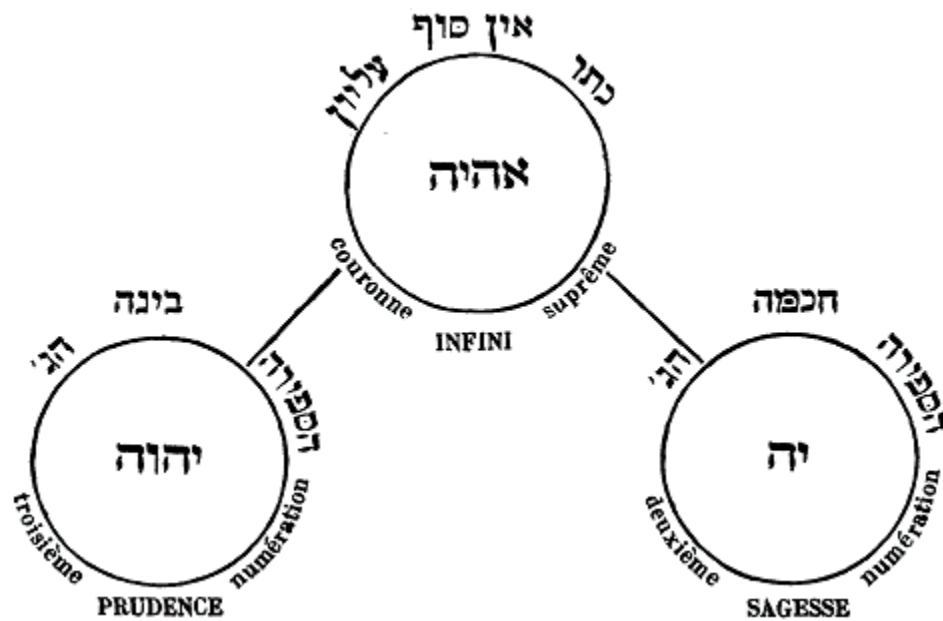 כתר אין סוף עליון
אהיה
couronne suprême
INFINI
בינה
הספירה הג׳
יהוה
troisième numération
PRUDENCE
חכמה
הספירה הג׳
יה
deuxième numération
SAGESSE